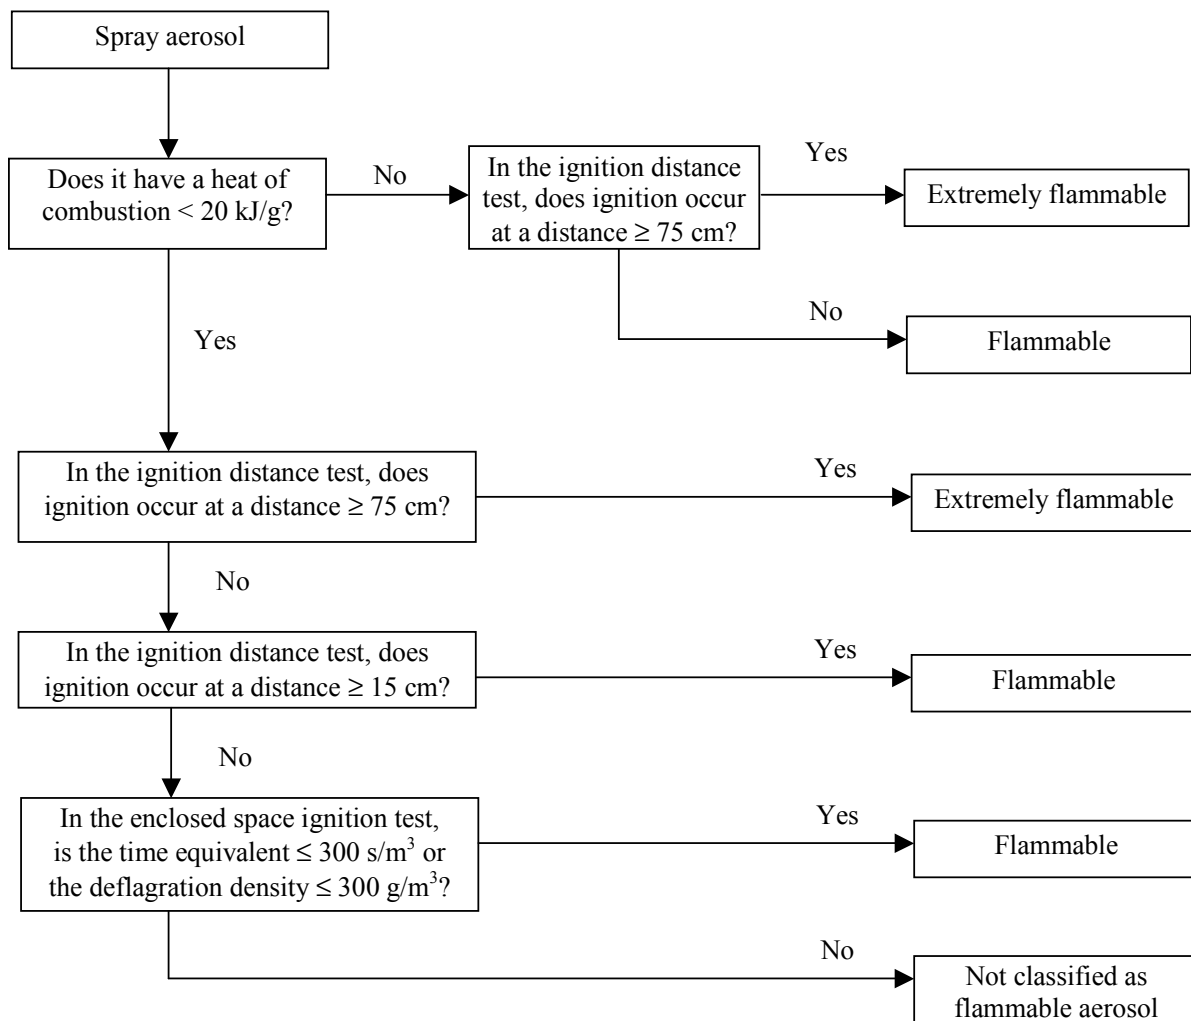 Spray aerosol
Does it have a heat of
combustion < 20 kJ/g?
No
In the ignition distance
test, does ignition occur
at a distance ≥ 75 cm?
Yes
Extremely flammable
No
Flammable
Yes
In the ignition distance test, does
ignition occur at a distance ≥ 75 cm?
Yes
Extremely flammable
No
In the ignition distance test, does
ignition occur at a distance ≥ 15 cm?
Yes
Flammable
No
In the enclosed space ignition test,
is the time equivalent ≤ 300 s/m³ or
the deflagration density ≤ 300 g/m³?
Yes
Flammable
No
Not classified as
flammable aerosol